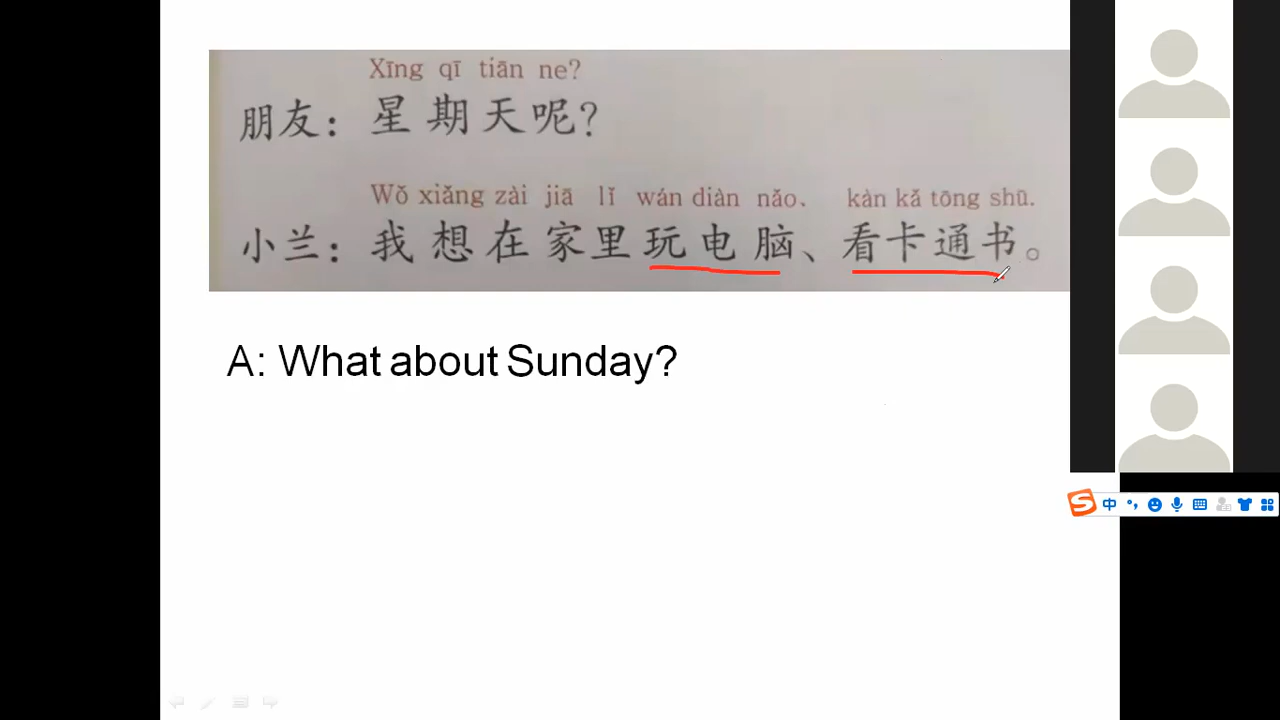 Xīng qī tiān ne?
朋友：星期天呢？
Wǒ xiǎng zài jiā lǐ wán diàn nǎo、 kàn kǎ tōng shū.
小兰：我想在家里玩电脑、看卡通书。
A: What about Sunday?
S 中